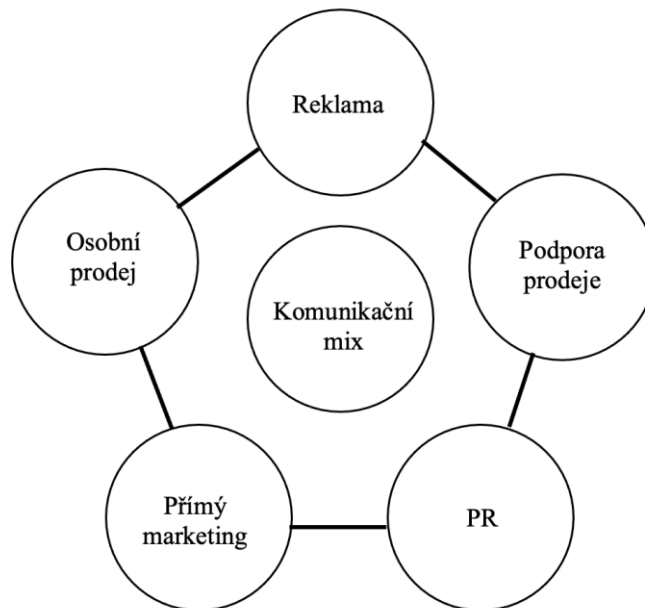 Reklama
Osobní
prodej
Podpora
prodeje
Komunikační
mix
Přímý
marketing
PR